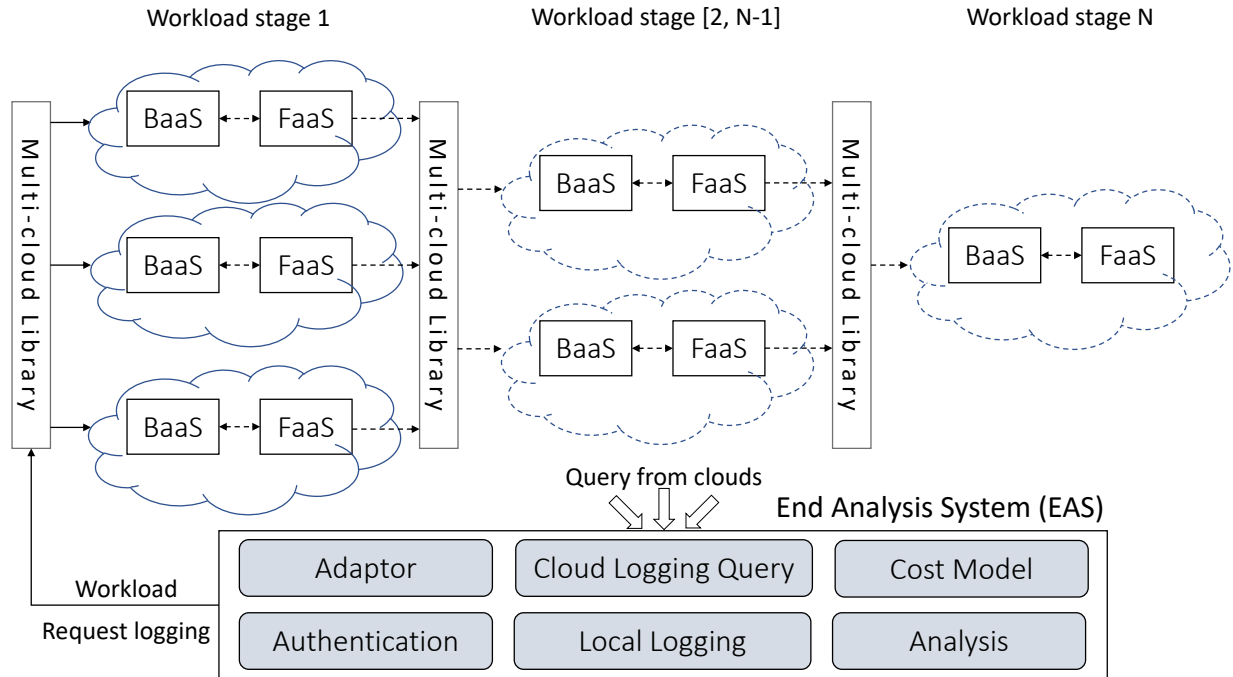 Workload stage 1
Workload stage [2, N-1]
Workload stage N
Multi-cloud Library
BaaS
FaaS
BaaS
FaaS
BaaS
FaaS
Multi-cloud Library
BaaS
FaaS
BaaS
FaaS
Multi-cloud Library
BaaS
FaaS
Query from clouds
End Analysis System (EAS)
Workload
Request logging
Adaptor
Cloud Logging Query
Cost Model
Authentication
Local Logging
Analysis